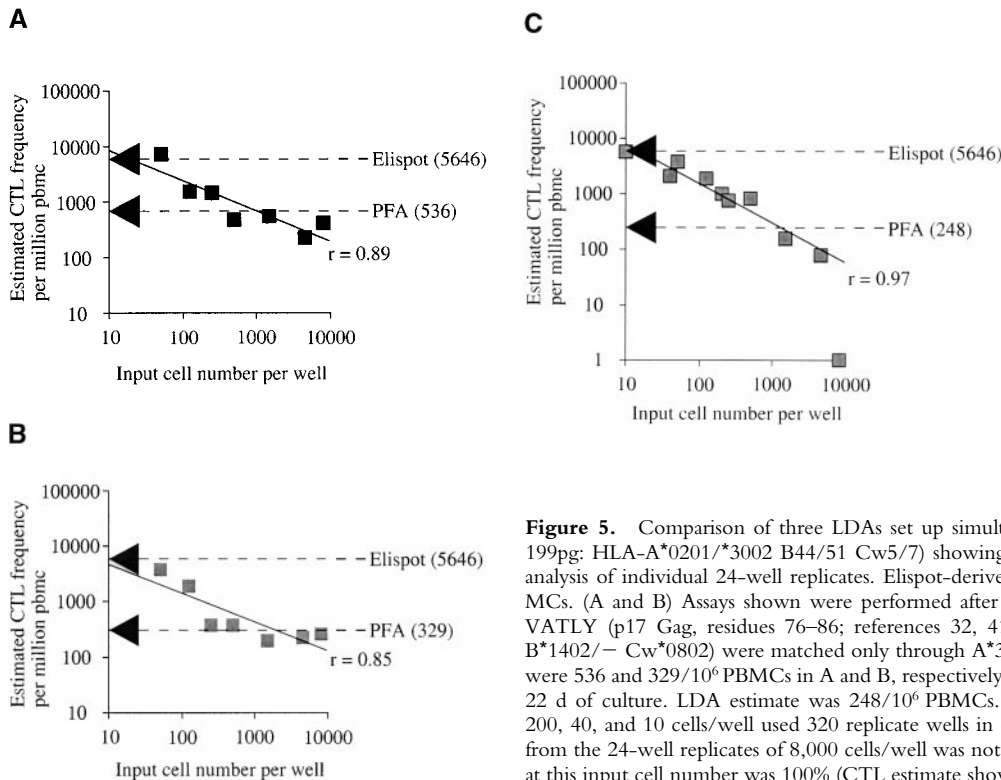 A
Estimated CTL frequency
per million pbmc
100000
10000
1000
100
10
Elispot (5646)
PFA (536)
r = 0.89
10
100
1000
10000
Input cell number per well
B
Estimated CTL frequency
per million pbmc
100000
10000
1000
100
10
Elispot (5646)
PFA (329)
r = 0.85
10
100
1000
10000
Input cell number per well
C
Estimated CTL frequency
per million pbmc
100000
10000
1000
100
10
1
Elispot (5646)
PFA (248)
r = 0.97
10
100
1000
10000
Input cell number per well
Figure 5. Comparison of three LDAs set up simult
199pg: HLA-A*0201/*3002 B44/51 Cw5/7) showing
analysis of individual 24-well replicates. Elispot-derive
MCs. (A and B) Assays shown were performed after
VATLY (p17 Gag, residues 76–86; references 32, 4
B*1402/− Cw*0802) were matched only through A*3
were 536 and 329/10⁶ PBMCs in A and B, respectively
22 d of culture. LDA estimate was 248/10⁶ PBMCs.
200, 40, and 10 cells/well used 320 replicate wells in
from the 24-well replicates of 8,000 cells/well was not
at this input cell number was 100% (CTL estimate sho